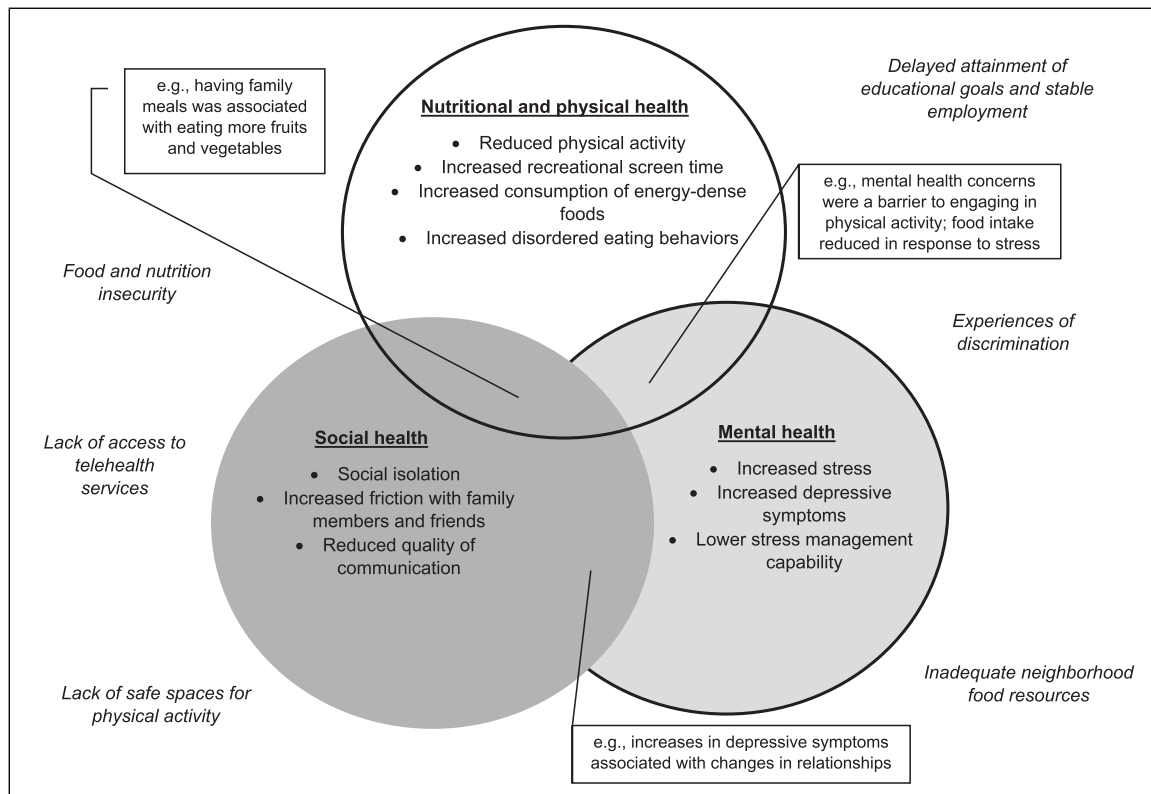 e.g., having family
meals was associated
with eating more fruits
and vegetables
Nutritional and physical health
• Reduced physical activity
• Increased recreational screen time
• Increased consumption of energy-dense
foods
• Increased disordered eating behaviors
Delayed attainment of
educational goals and stable
employment
e.g., mental health concerns
were a barrier to engaging in
physical activity; food intake
reduced in response to stress
Food and nutrition
insecurity
Experiences of
discrimination
Lack of access to
telehealth
services
Social health
• Social isolation
• Increased friction with family
members and friends
• Reduced quality of
communication
Mental health
• Increased stress
• Increased depressive
symptoms
• Lower stress management
capability
Lack of safe spaces for
physical activity
Inadequate neighborhood
food resources
e.g., increases in depressive symptoms
associated with changes in relationships